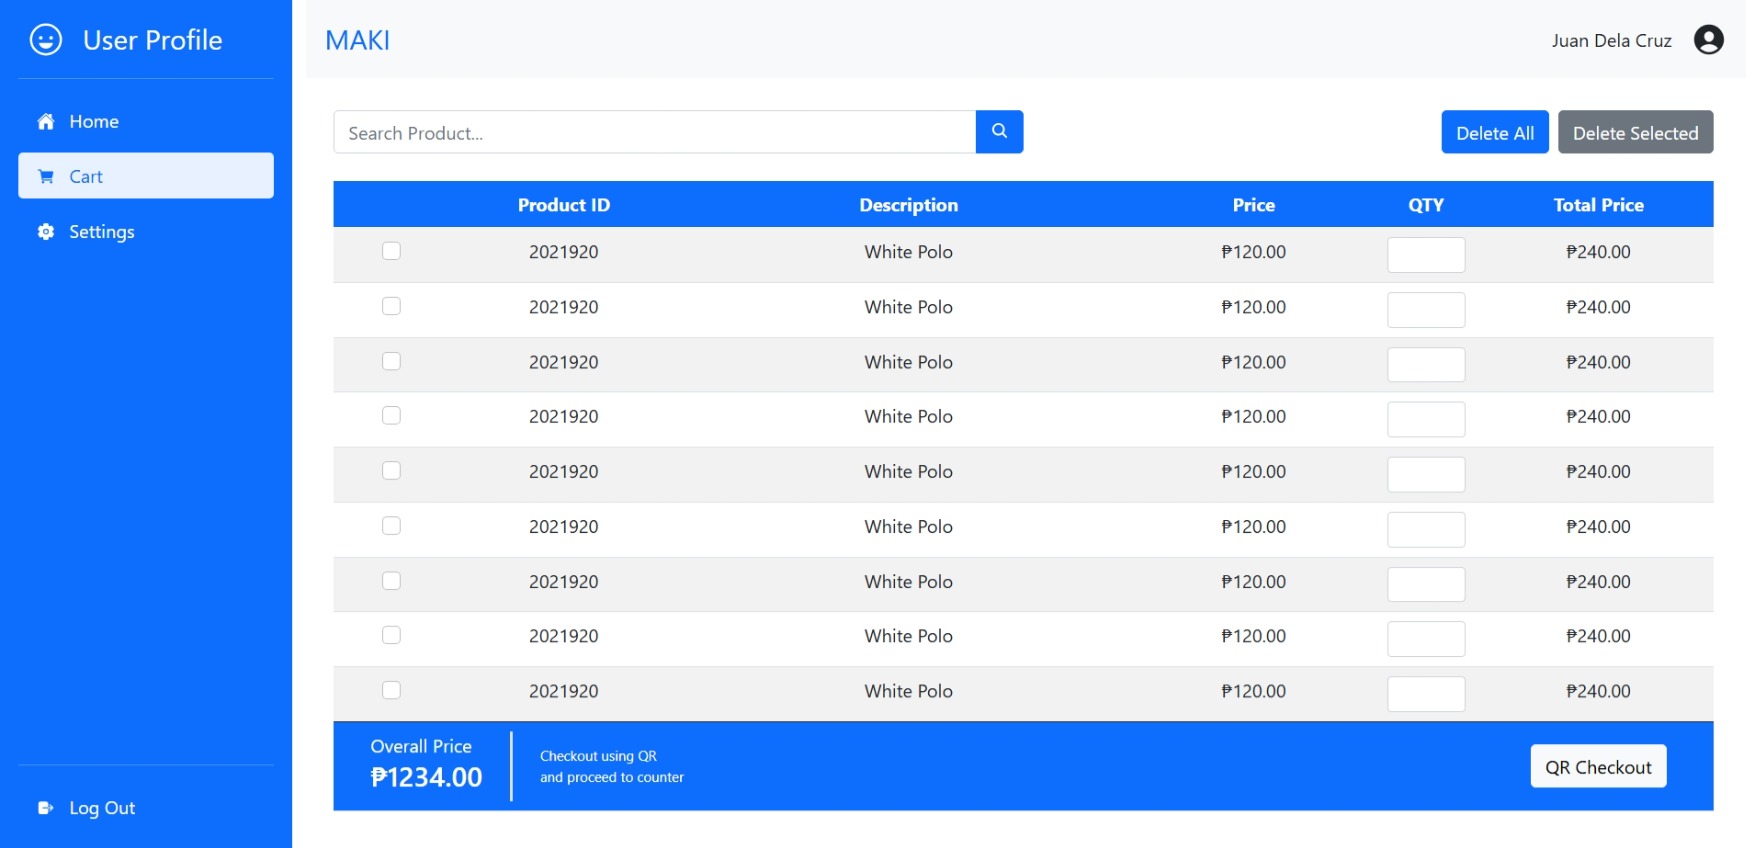 User Profile
MAKI
Juan Dela Cruz
Home
Cart
Settings
Log Out
Search Product...
Delete All
Delete Selected
Product ID Description Price QTY Total Price
2021920 White Polo ₱120.00 ₱240.00
2021920 White Polo ₱120.00 ₱240.00
2021920 White Polo ₱120.00 ₱240.00
2021920 White Polo ₱120.00 ₱240.00
2021920 White Polo ₱120.00 ₱240.00
2021920 White Polo ₱120.00 ₱240.00
2021920 White Polo ₱120.00 ₱240.00
2021920 White Polo ₱120.00 ₱240.00
2021920 White Polo ₱120.00 ₱240.00
Overall Price
₱1234.00
Checkout using QR
and proceed to counter
QR Checkout